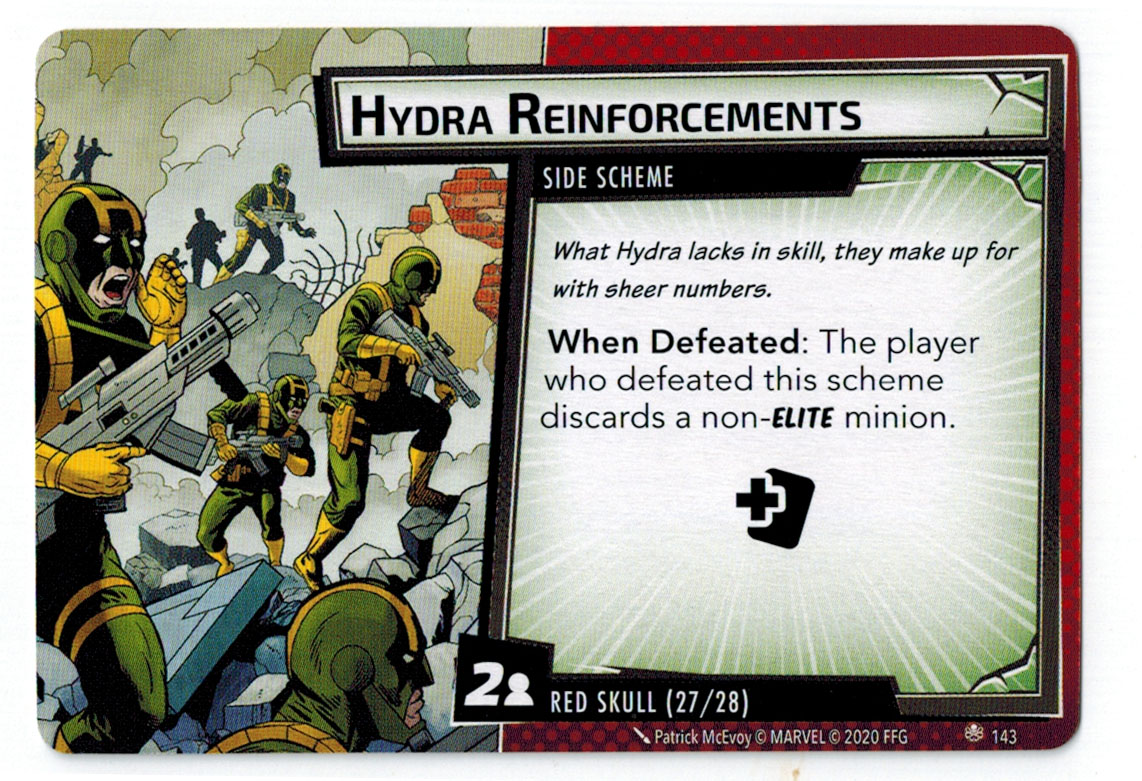 HYDRA REINFORCEMENTS
SIDE SCHEME
What Hydra lacks in skill, they make up for
with sheer numbers.
When Defeated: The player
who defeated this scheme
discards a non-ELITE minion.
2
RED SKULL (27/28)
Patrick McEvoy © MARVEL © 2020 FFG
143